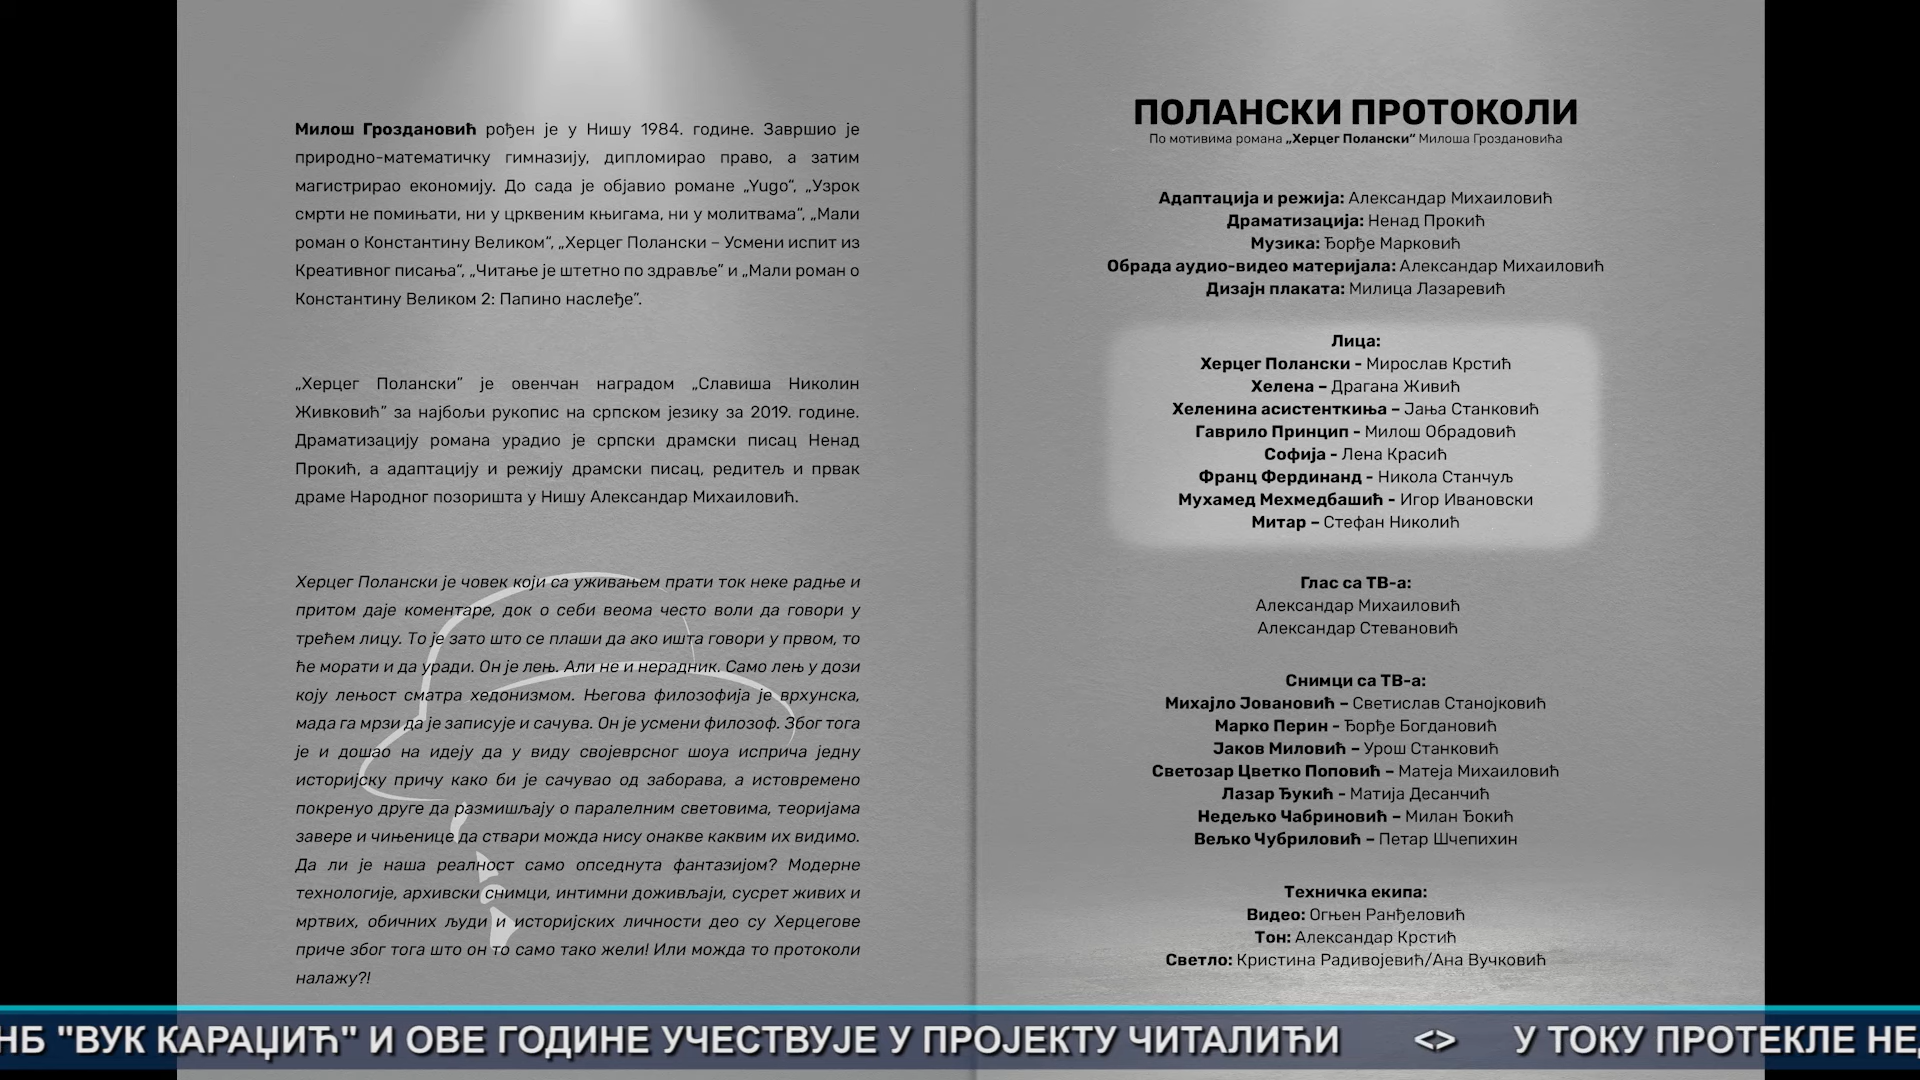 Милош Гроздановић рођен је у Нишу 1984. године. Завршио је
природно-математичку гимназију, дипломирао право, а затим
магистрирао економију. До сада је објавио романе „Yugo“, „Узрок
смрти не помињати, ни у црквеним књигама, ни у молитвама“, „Мали
роман о Константину Великом“, „Херцег Полански – Усмени испит из
Креативног писања“, „Читање је штетно по здравље” и „Мали роман о
Константину Великом 2: Папино наслеђе”.
„Херцег Полански” је овенчан наградом „Славиша Николин
Живковић” за најбољи рукопис на српском језику за 2019. године.
Драматизацију романа урадио је српски драмски писац Ненад
Прокић, а адаптацију и режију драмски писац, редитељ и првак
драме Народног позоришта у Нишу Александар Михаиловић.
Херцег Полански је човек који са уживањем прати ток неке радње и
притом даје коментаре, док о себи веома често воли да говори у
трећем лицу. То је зато што се плаши да ако ишта говори у првом, то
ће морати и да уради. Он је лењ. Али не и нерадник. Само лењ у дози
коју лењост сматра хедонизмом. Његова филозофија је врхунска,
мада га мрзи да је записује и сачува. Он је усмени филозоф. Због тога
је и дошао на идеју да у виду својеврсног шоуа исприча једну
историјску причу како би је сачувао од заборава, а истовремено
покренуо друге да размишљају о паралелним световима, теоријама
завере и чињенице да ствари можда нису онакве каквим их видимо.
Да ли је наша реалност само опседнута фантазијом? Модерне
технологије, архивски снимци, интимни доживљаји, сусрет живих и
мртвих, обичних људи и историјских личности део су Херцегове
приче због тога што он то само тако жели! Или можда то протоколи
налажу?!
ПОЛАНСКИ ПРОТОКОЛИ
По мотивима романа „Херцег Полански“ Милоша Гроздановића
Адаптација и режија: Александар Михаиловић
Драматизација: Ненад Прокић
Музика: Ђорђе Марковић
Обрада аудио-видео материјала: Александар Михаиловић
Дизајн плаката: Милица Лазаревић
Лица:
Херцег Полански - Мирослав Крстић
Хелена – Драгана Живић
Хеленина асистенткиња – Јања Станковић
Гаврило Принцип - Милош Обрадовић
Софија - Лена Красић
Франц Фердинанд - Никола Станчуљ
Мухамед Мехмедбашић - Игор Ивановски
Митар – Стефан Николић
Глас са ТВ-а:
Александар Михаиловић
Александар Стевановић
Снимци са ТВ-а:
Михајло Јовановић – Светислав Станојковић
Марко Перин - Ђорђе Богдановић
Јаков Миловић – Урош Станковић
Светозар Цветко Поповић – Матеја Михаиловић
Лазар Ђукић - Матија Десанчић
Недељко Чабриновић – Милан Ђокић
Вељко Чубриловић – Петар Шчепихин
Техничка екипа:
Видео: Огњен Ранђеловић
Тон: Александар Крстић
Светло: Кристина Радивојевић/Ана Вучковић
НБ "ВУК КАРАЏИЋ" И ОВЕ ГОДИНЕ УЧЕСТВУЈЕ У ПРОЈЕКТУ ЧИТАЛИЋИ <> У ТОКУ ПРОТЕКЛЕ НЕД